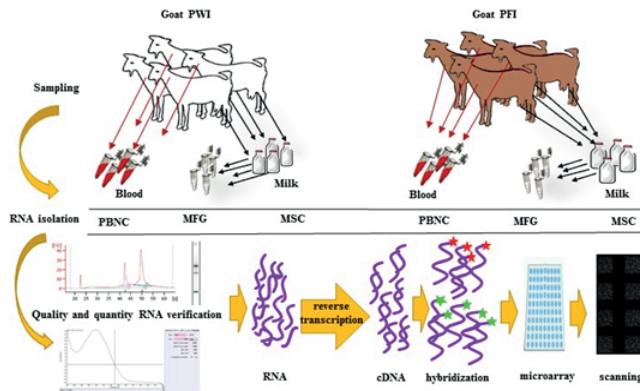 Goat PWI
Goat PFI
Sampling
Blood
Milk
Blood
Milk
RNA isolation
PBNC
MFG
MSC
PBNC
MFG
MSC
Quality and quantity RNA verification
RNA
reverse
transcription
cDNA
hybridization
microarray
scanning